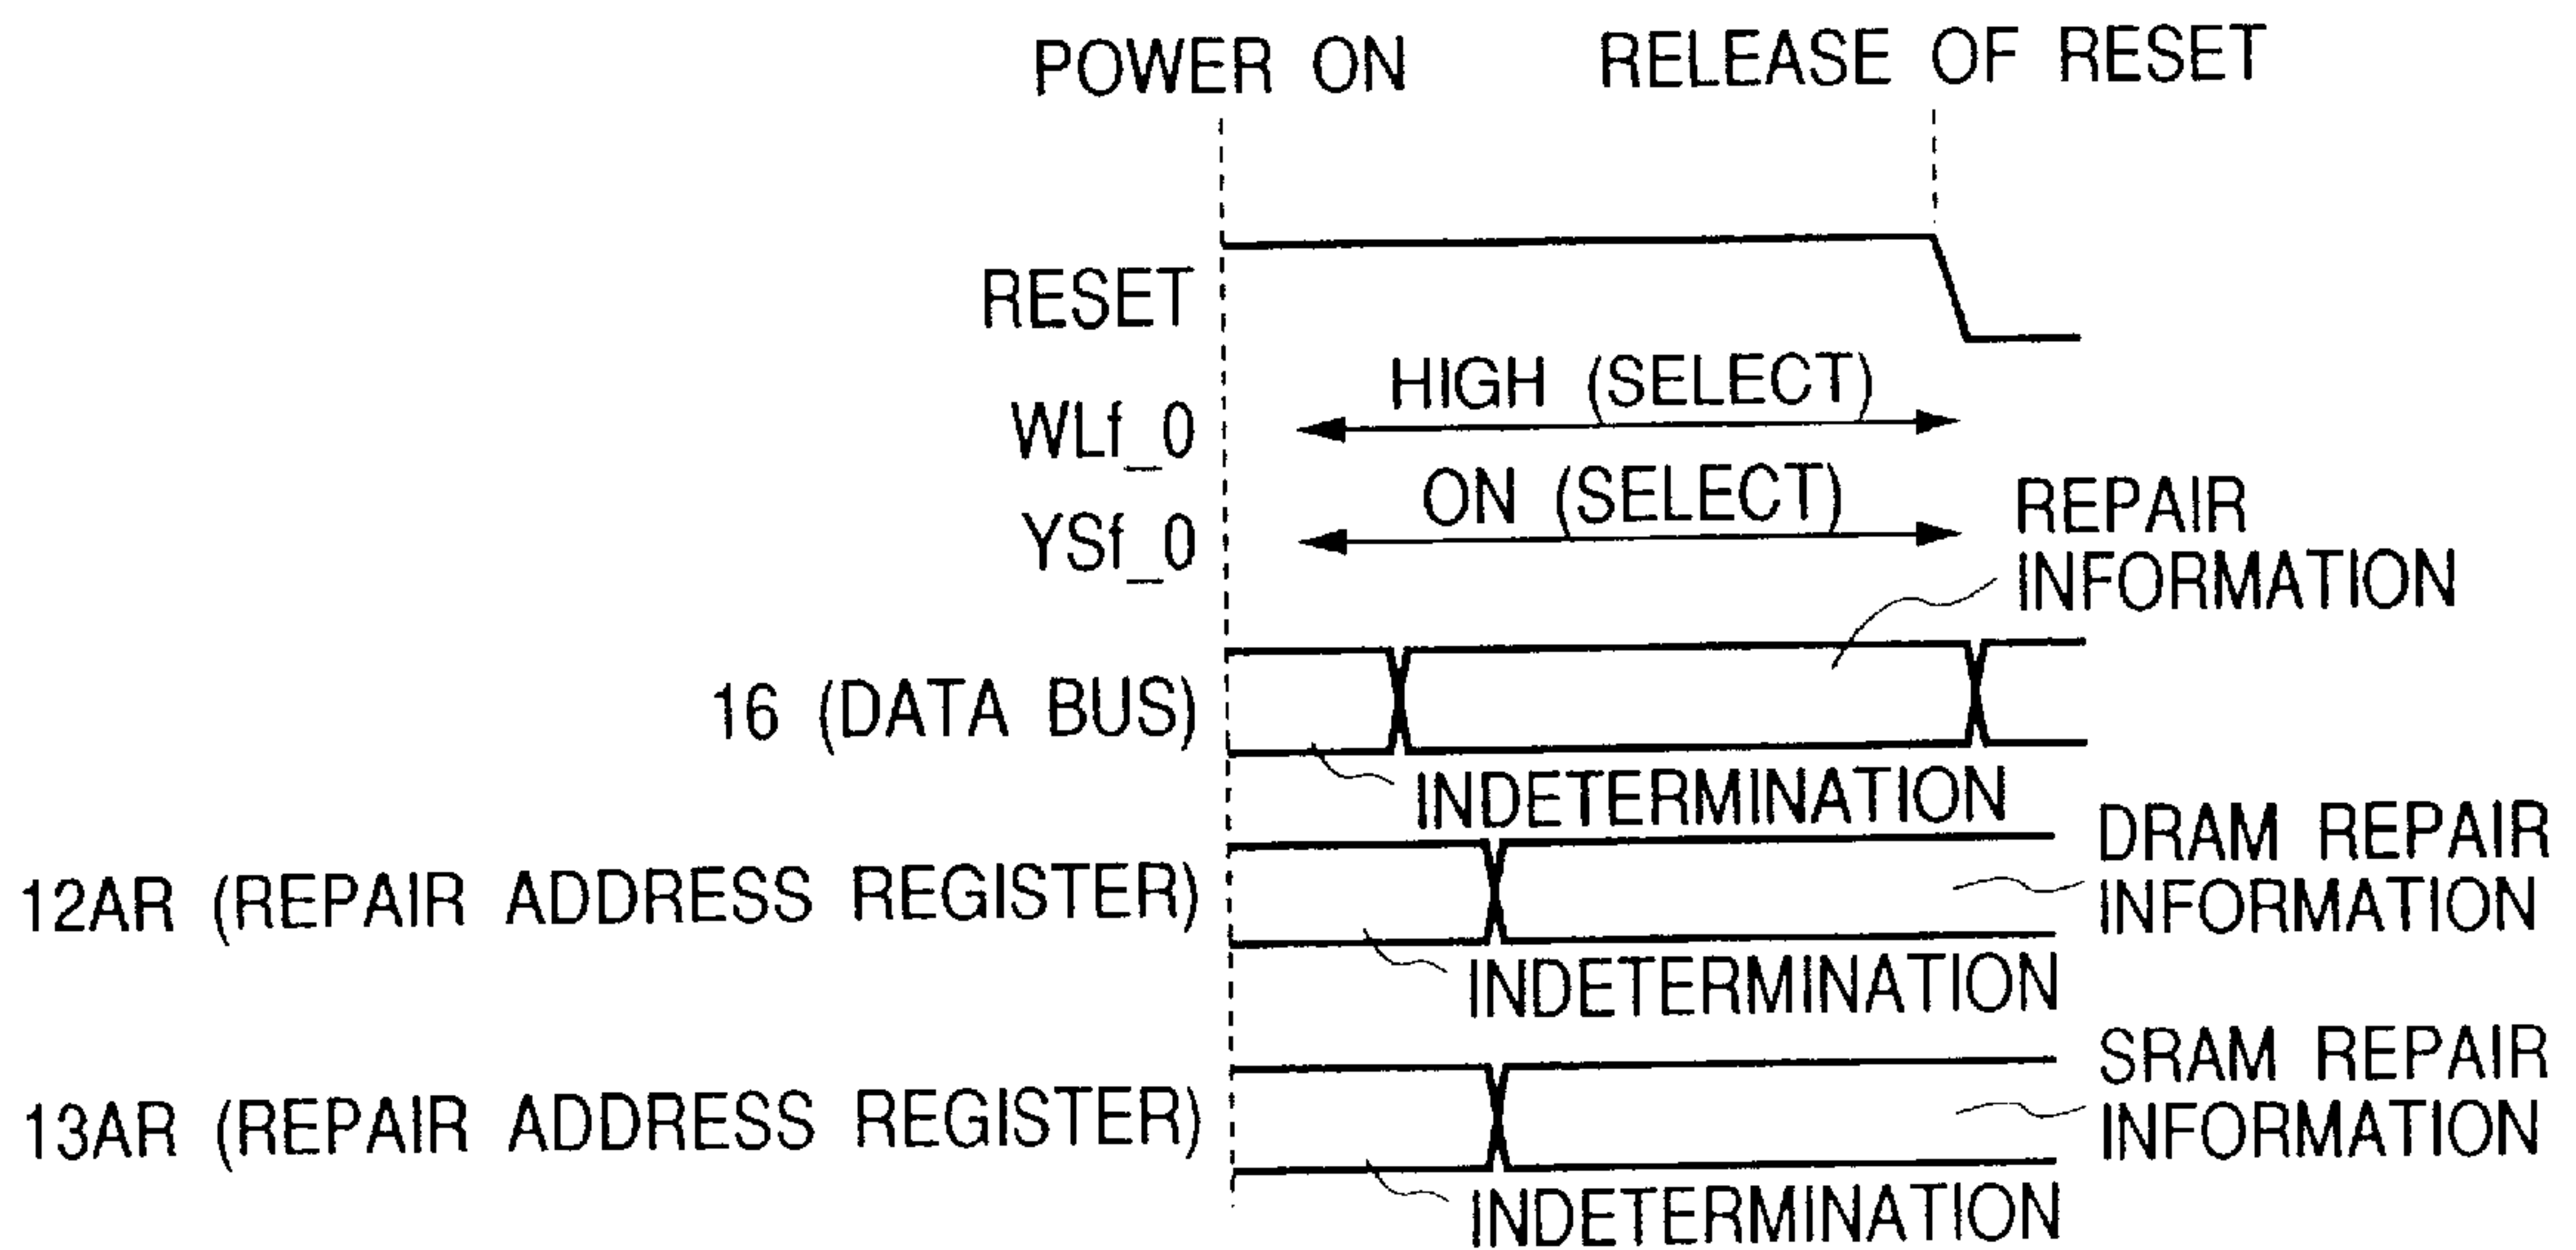 POWER ON
RELEASE OF RESET
RESET
HIGH (SELECT)
WLf_0
ON (SELECT)
YSf_0
REPAIR
INFORMATION
16 (DATA BUS)
INDETERMINATION
12AR (REPAIR ADDRESS REGISTER)
DRAM REPAIR
INFORMATION
INDETERMINATION
13AR (REPAIR ADDRESS REGISTER)
SRAM REPAIR
INFORMATION
INDETERMINATION